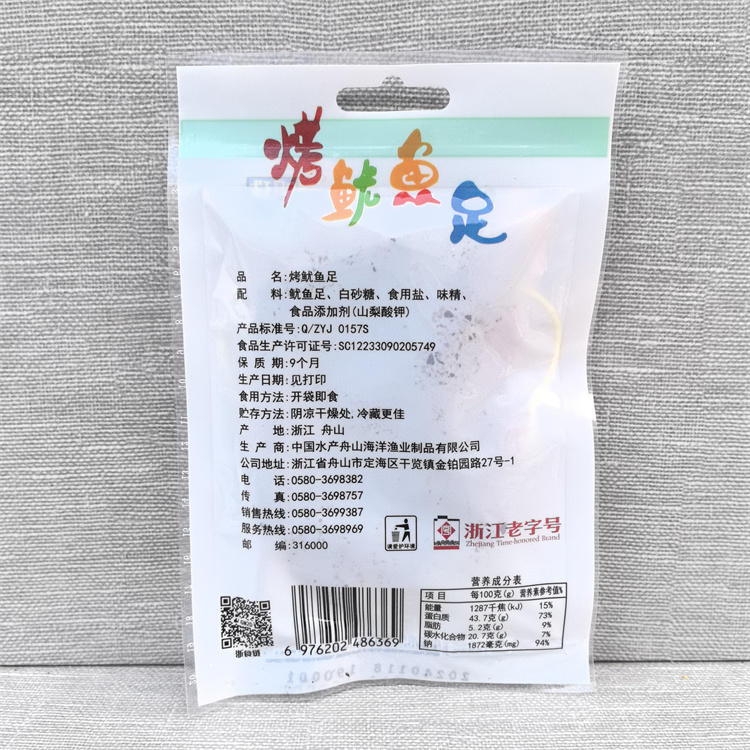 烤鱿鱼足
品 名:烤鱿鱼足
配 料:鱿鱼足、白砂糖、食用盐、味精、
食品添加剂(山梨酸钾)
产品标准号:Q/ZYJ 0157S
食品生产许可证号:SC12233090205749
保 质 期:9个月
生产日期:见打印
食用方法:开袋即食
贮存方法:阴凉干燥处,冷藏更佳
产 地:浙江 舟山
生 产 商:中国水产舟山海洋渔业制品有限公司
公司地址:浙江省舟山市定海区干览镇金铂园路27号-1
电 话:0580-3698382
传 真:0580-3698757
销售热线:0580-3699387
服务热线:0580-3698969
邮 编:316000
请爱护环境
浙江老字号
Zhejiang Time-honored Brand
营养成分表
项目 每100克(g) 营养素参考值%
能量 1287千焦(kJ) 15%
蛋白质 43.7克(g) 73%
脂肪 5.2克(g) 9%
碳水化合物 20.7克(g) 7%
钠 1872毫克(mg) 94%
6 976202 486369
20240118